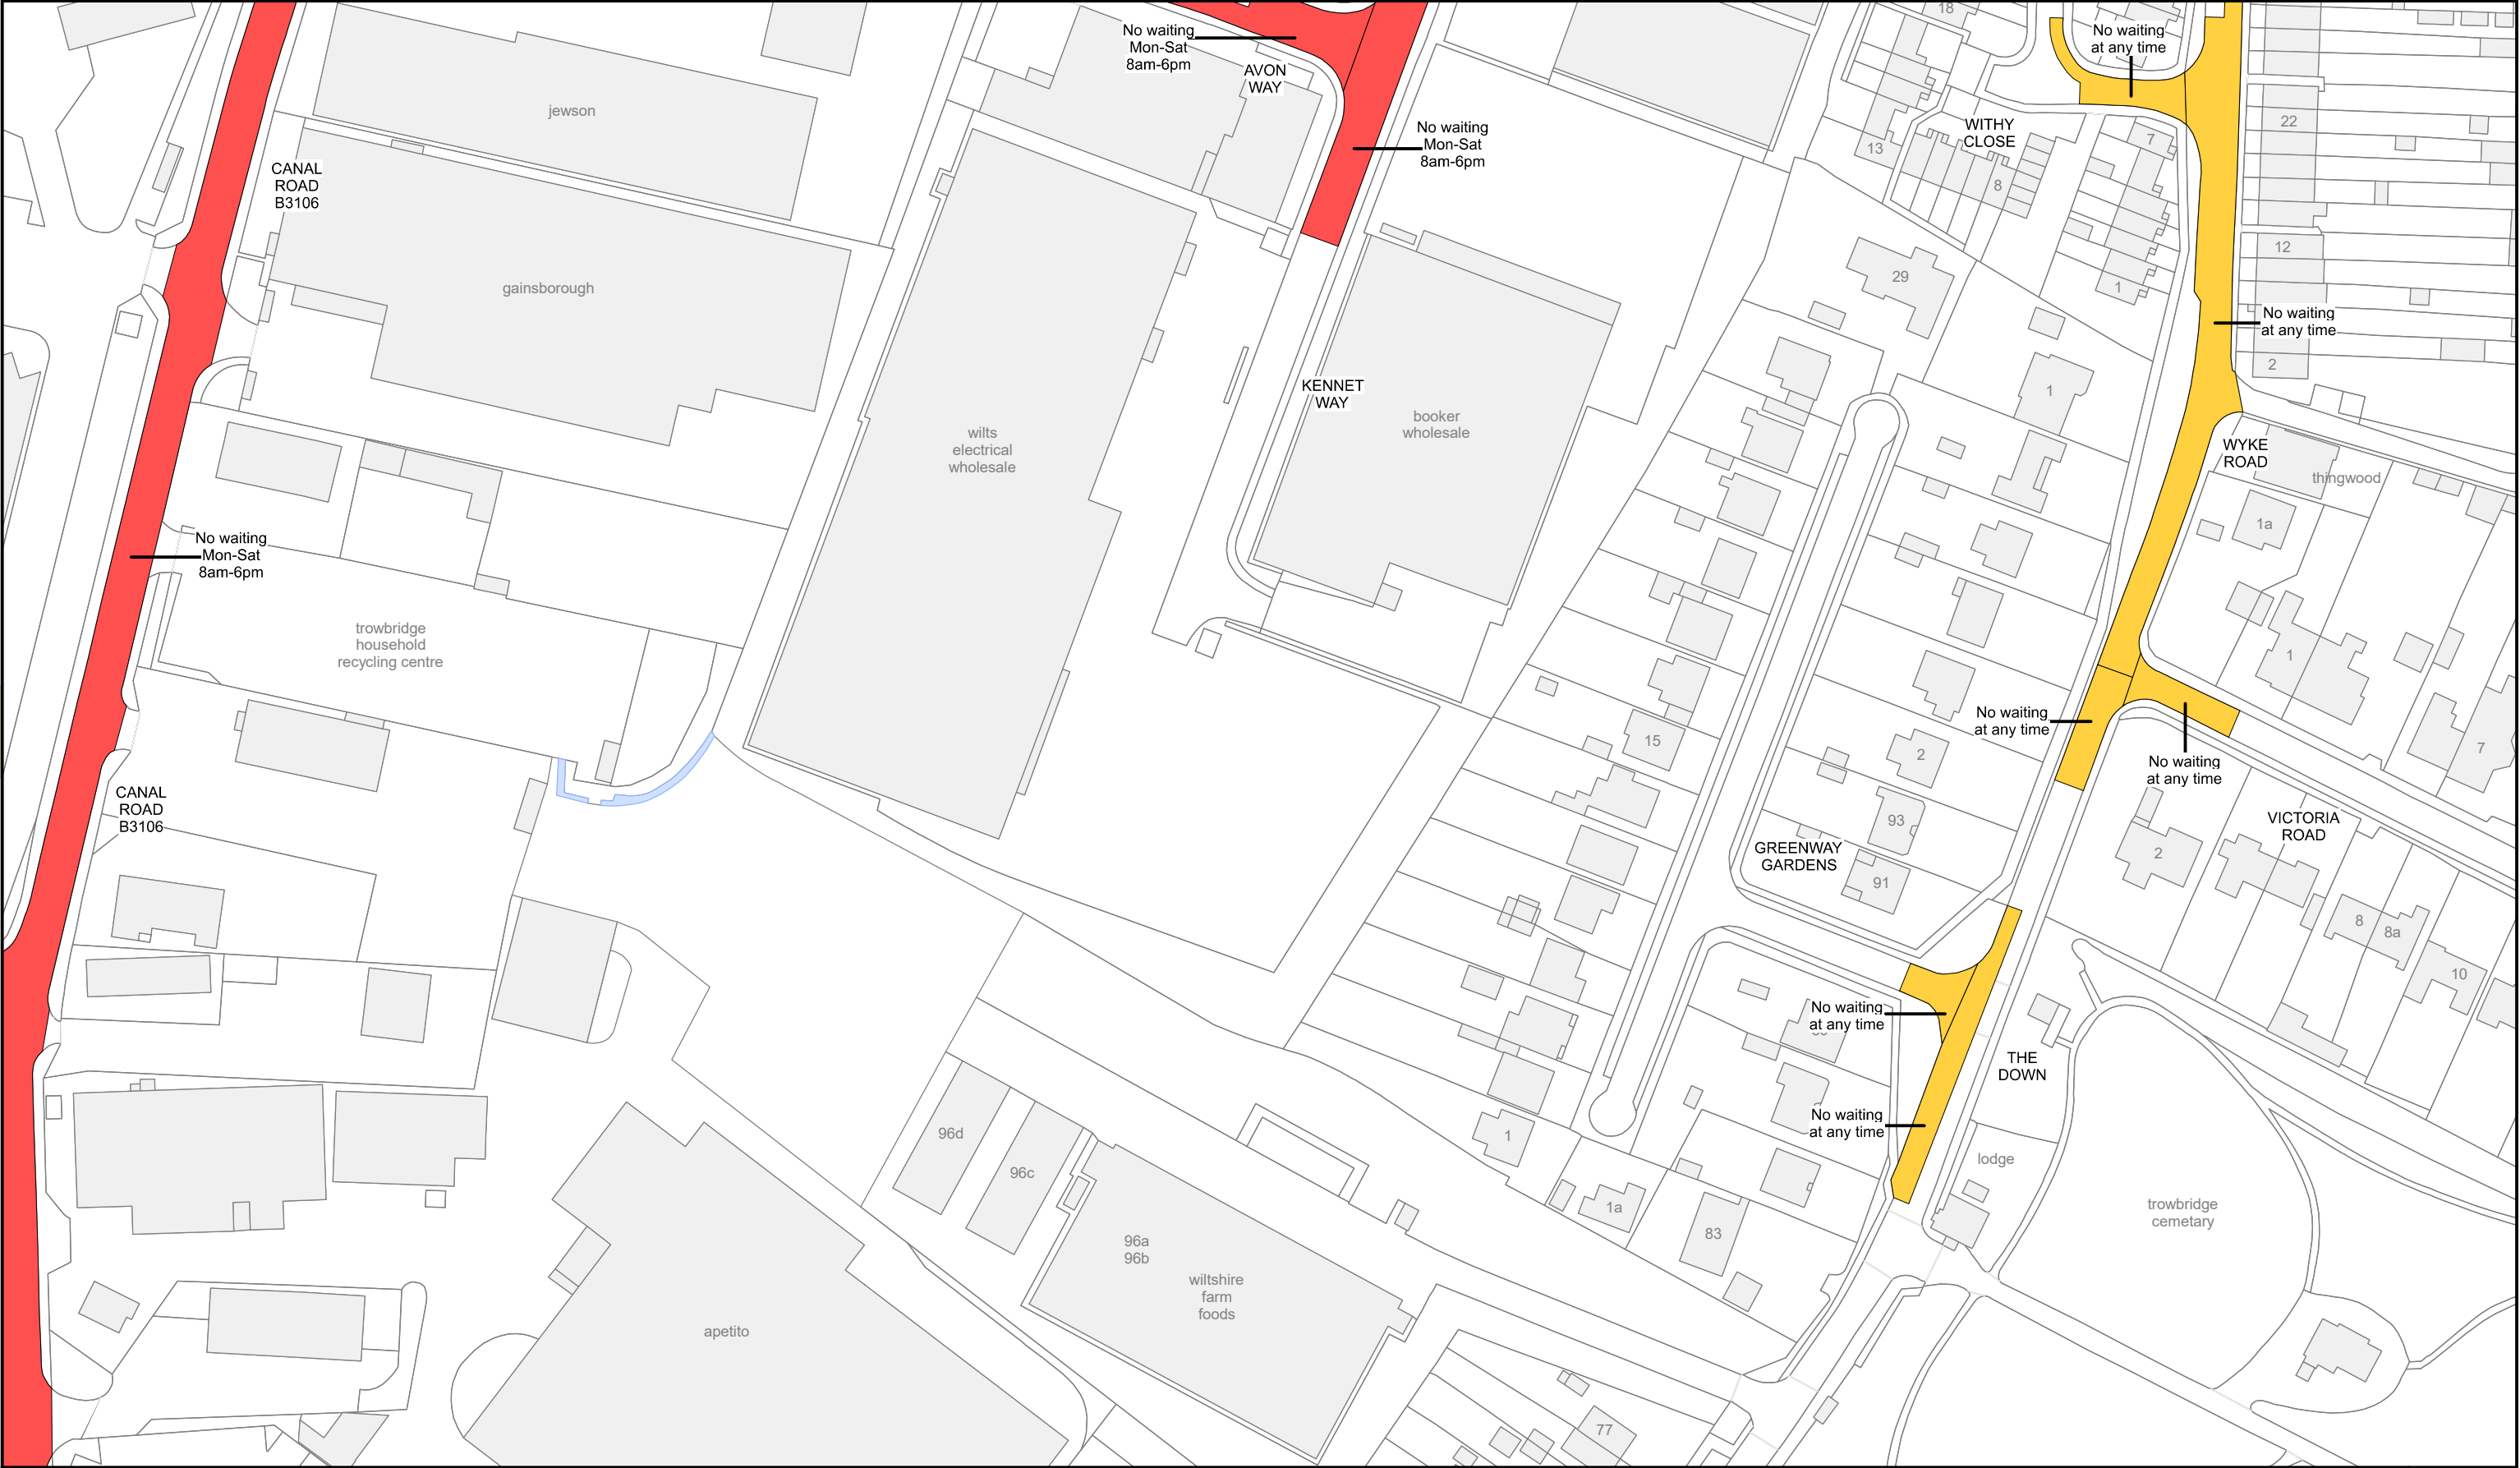 18
No waiting
at any time
No waiting
Mon-Sat
8am-6pm
AVON
WAY
jewson
22
No waiting
Mon-Sat
8am-6pm
WITHY
CLOSE
7
13
CANAL
ROAD
B3106
8
12
29
gainsborough
1
No waiting
at any time
2
KENNET
WAY
1
booker
wholesale
wilts
electrical
wholesale
WYKE
ROAD
thingwood
1a
No waiting
Mon-Sat
8am-6pm
trowbridge
household
recycling centre
1
No waiting
at any time
15
2
7
No waiting
at any time
CANAL
ROAD
B3106
93
VICTORIA
ROAD
GREENWAY
GARDENS
2
91
8
8a
10
No waiting
at any time
THE
DOWN
No waiting
at any time
96d
1
96c
lodge
1a
trowbridge
cemetary
83
96a
96b
wiltshire
farm
foods
apetito
77